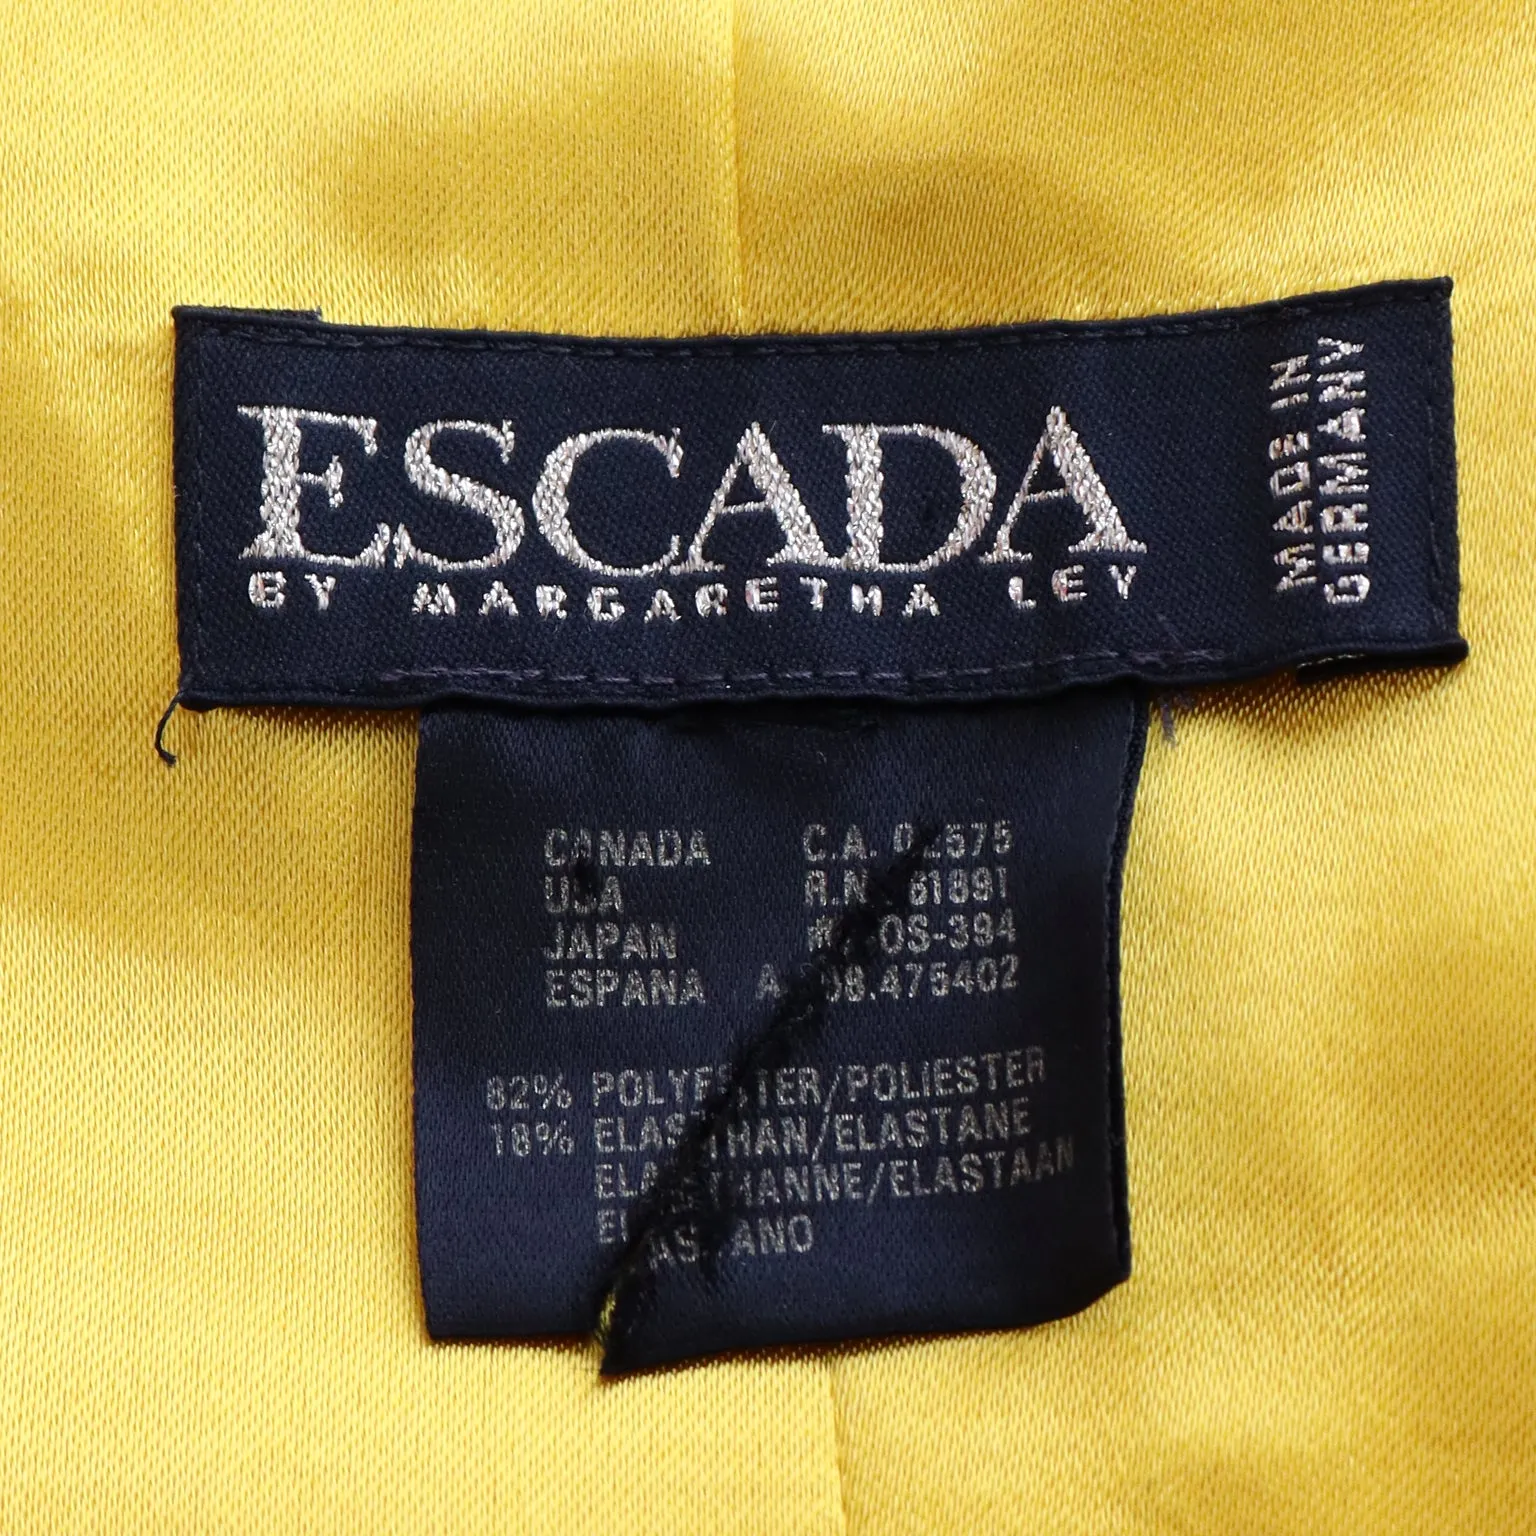 ESCADA
BY MARGARETHA LEY
MADE IN
GERMANY
CANADA C.A. 02575
USA
JAPAN
ESPANA
82% POLYESTER/POLIESTER
18% ELASTHAN/ELASTANE
ELASTHANNE/ELASTAAN
ELASTANO